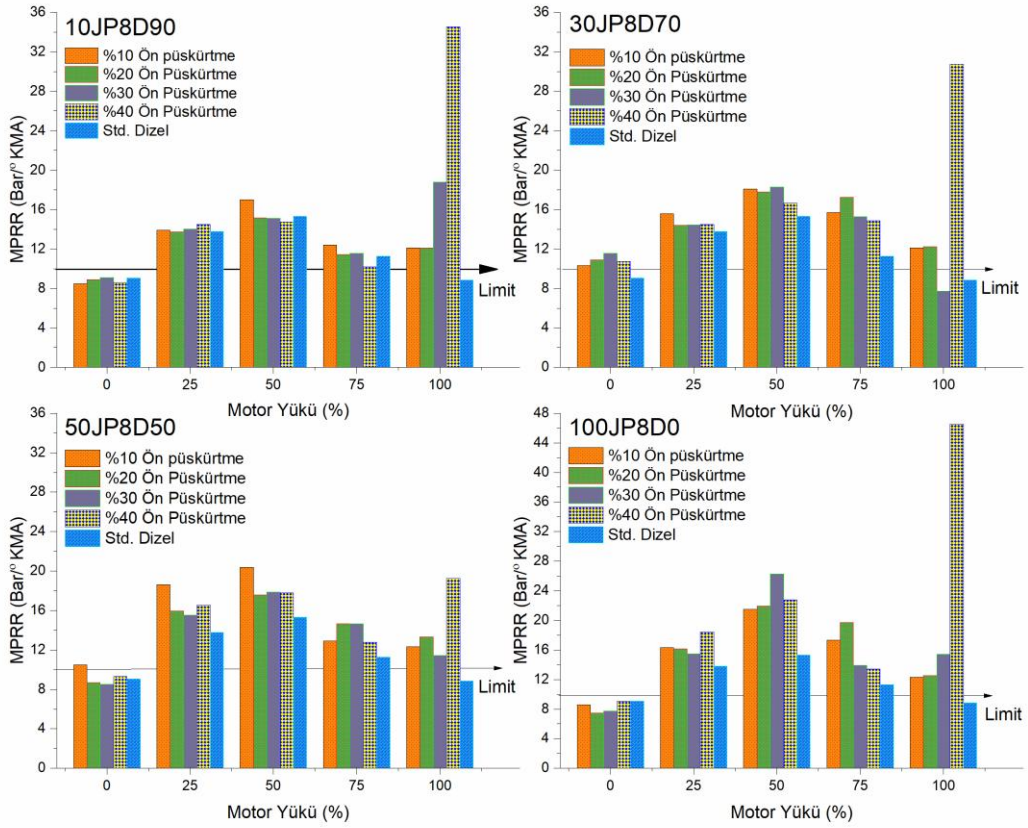 10JP8D90
%10 Ön püskürtme
%20 Ön Püskürtme
%30 Ön Püskürtme
%40 Ön Püskürtme
Std. Dizel
MPRR (Bar/° KMA)
36
32
28
24
20
16
12
8
4
0
Limit
0 25 50 75 100
Motor Yükü (%)
30JP8D70
%10 Ön püskürtme
%20 Ön Püskürtme
%30 Ön Püskürtme
%40 Ön Püskürtme
Std. Dizel
MPRR (Bar/° KMA)
36
32
28
24
20
16
12
8
4
0
Limit
0 25 50 75 100
Motor Yükü (%)
50JP8D50
%10 Ön püskürtme
%20 Ön Püskürtme
%30 Ön Püskürtme
%40 Ön Püskürtme
Std. Dizel
MPRR (Bar/° KMA)
36
32
28
24
20
16
12
8
4
0
Limit
0 25 50 75 100
Motor Yükü (%)
100JP8D0
%10 Ön püskürtme
%20 Ön Püskürtme
%30 Ön Püskürtme
%40 Ön Püskürtme
Std. Dizel
MPRR (Bar/° KMA)
48
44
40
36
32
28
24
20
16
12
8
4
0
Limit
0 25 50 75 100
Motor Yükü (%)